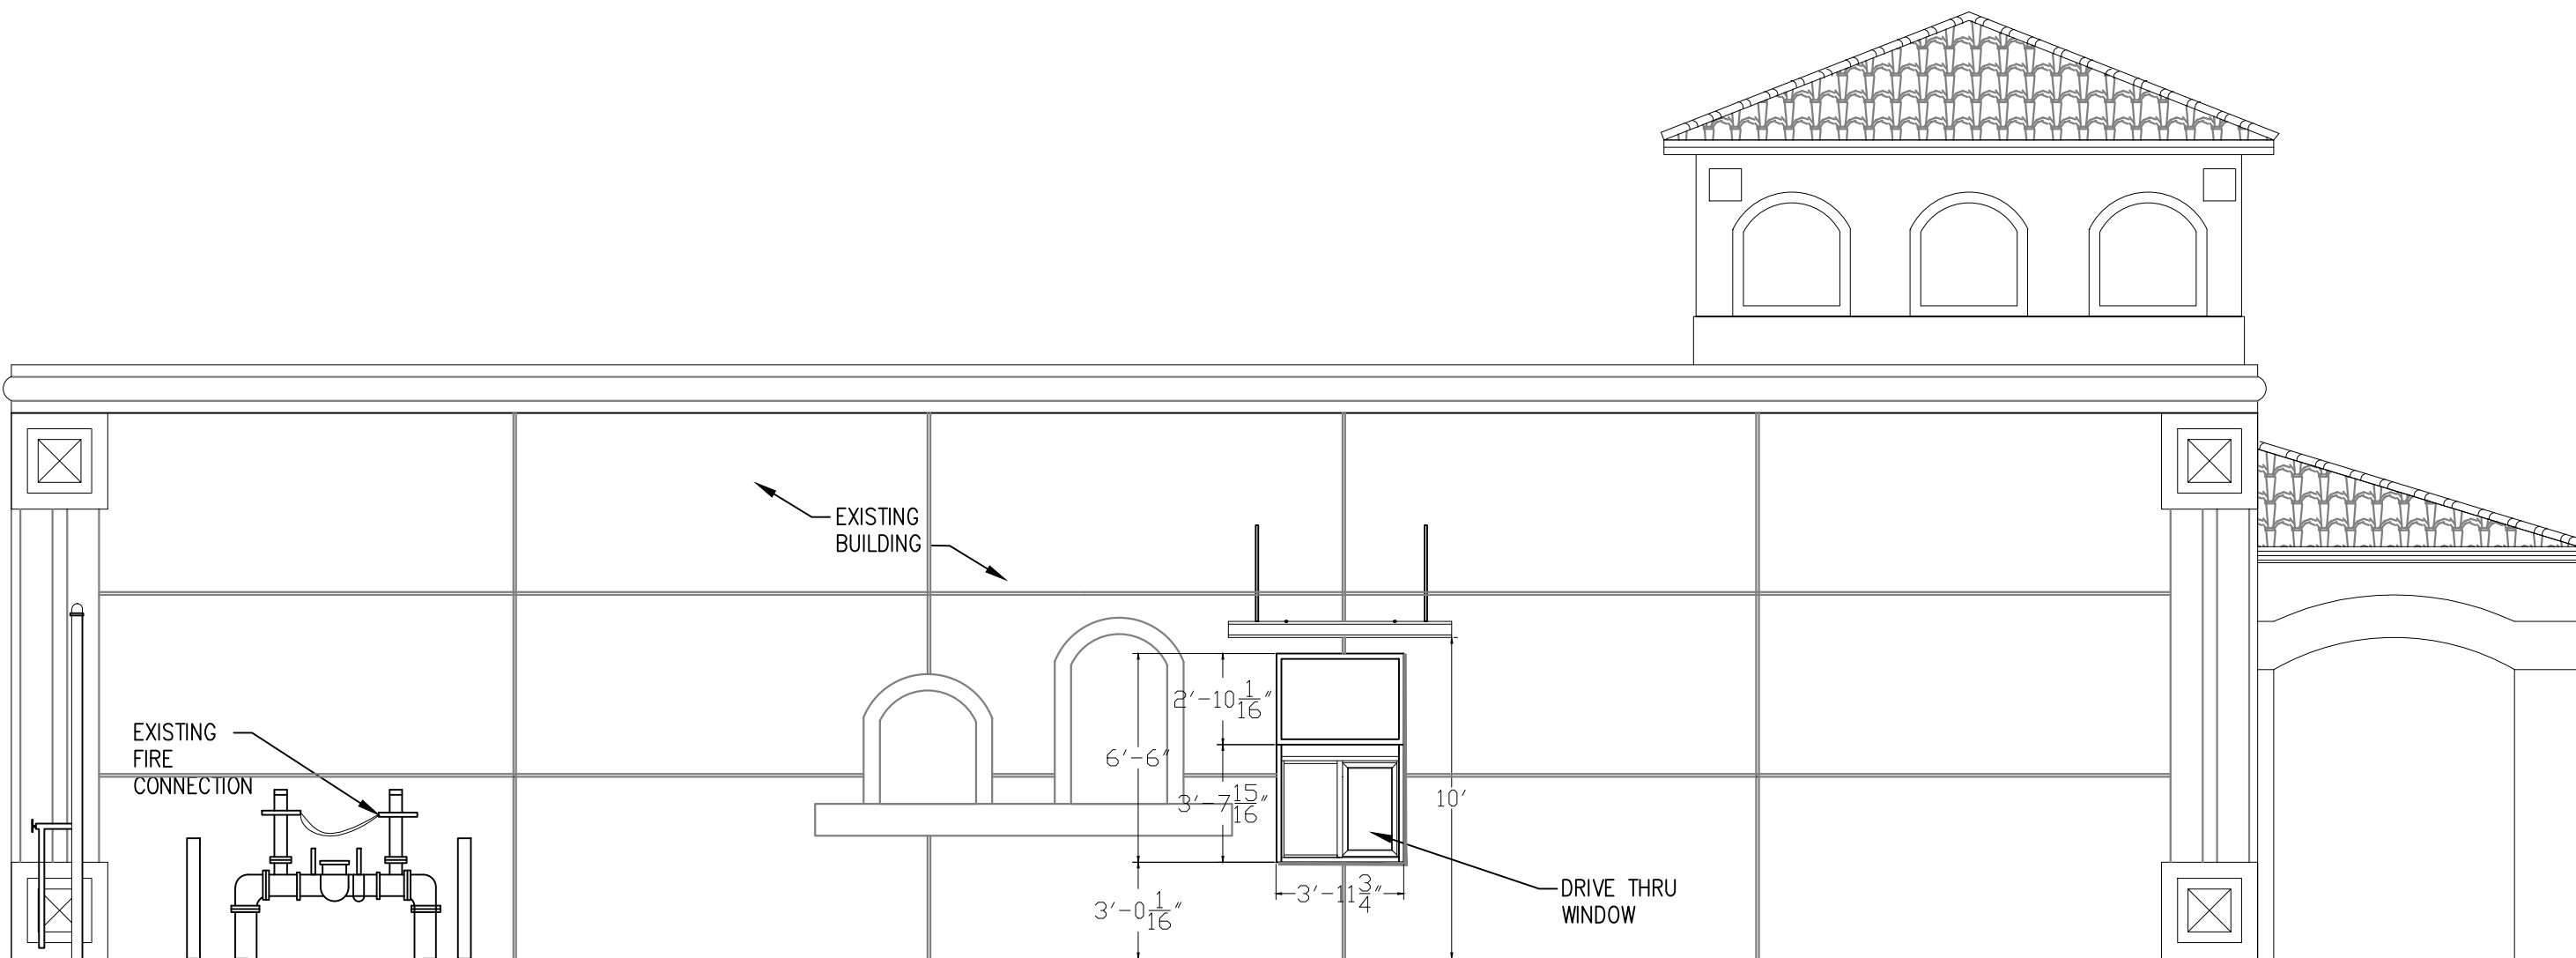 EXISTING
BUILDING
EXISTING
FIRE
CONNECTION
2'-10 1/16"
6'-6"
3'-7 15/16"
10'
3'-11 3/4"
3'-0 1/16"
DRIVE THRU
WINDOW